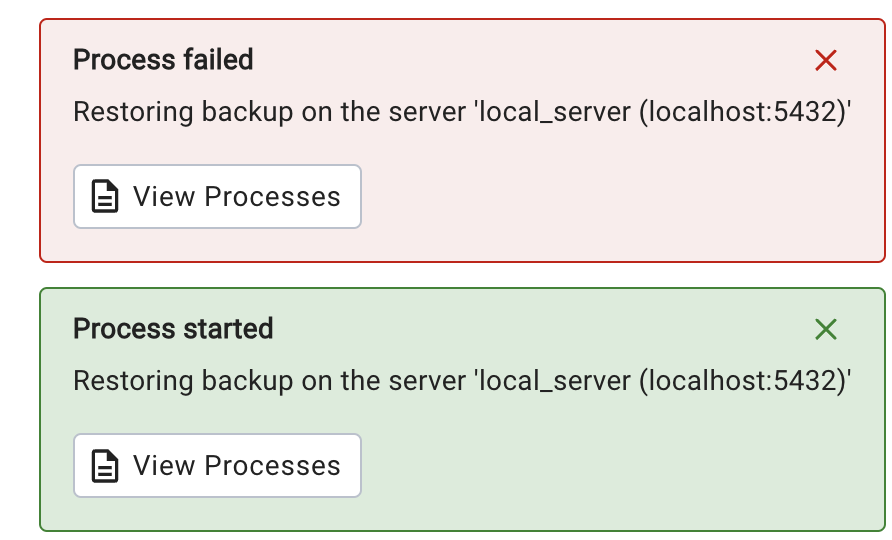 Process failed
Restoring backup on the server 'local_server (localhost:5432)'
View Processes
Process started
Restoring backup on the server 'local_server (localhost:5432)'
View Processes